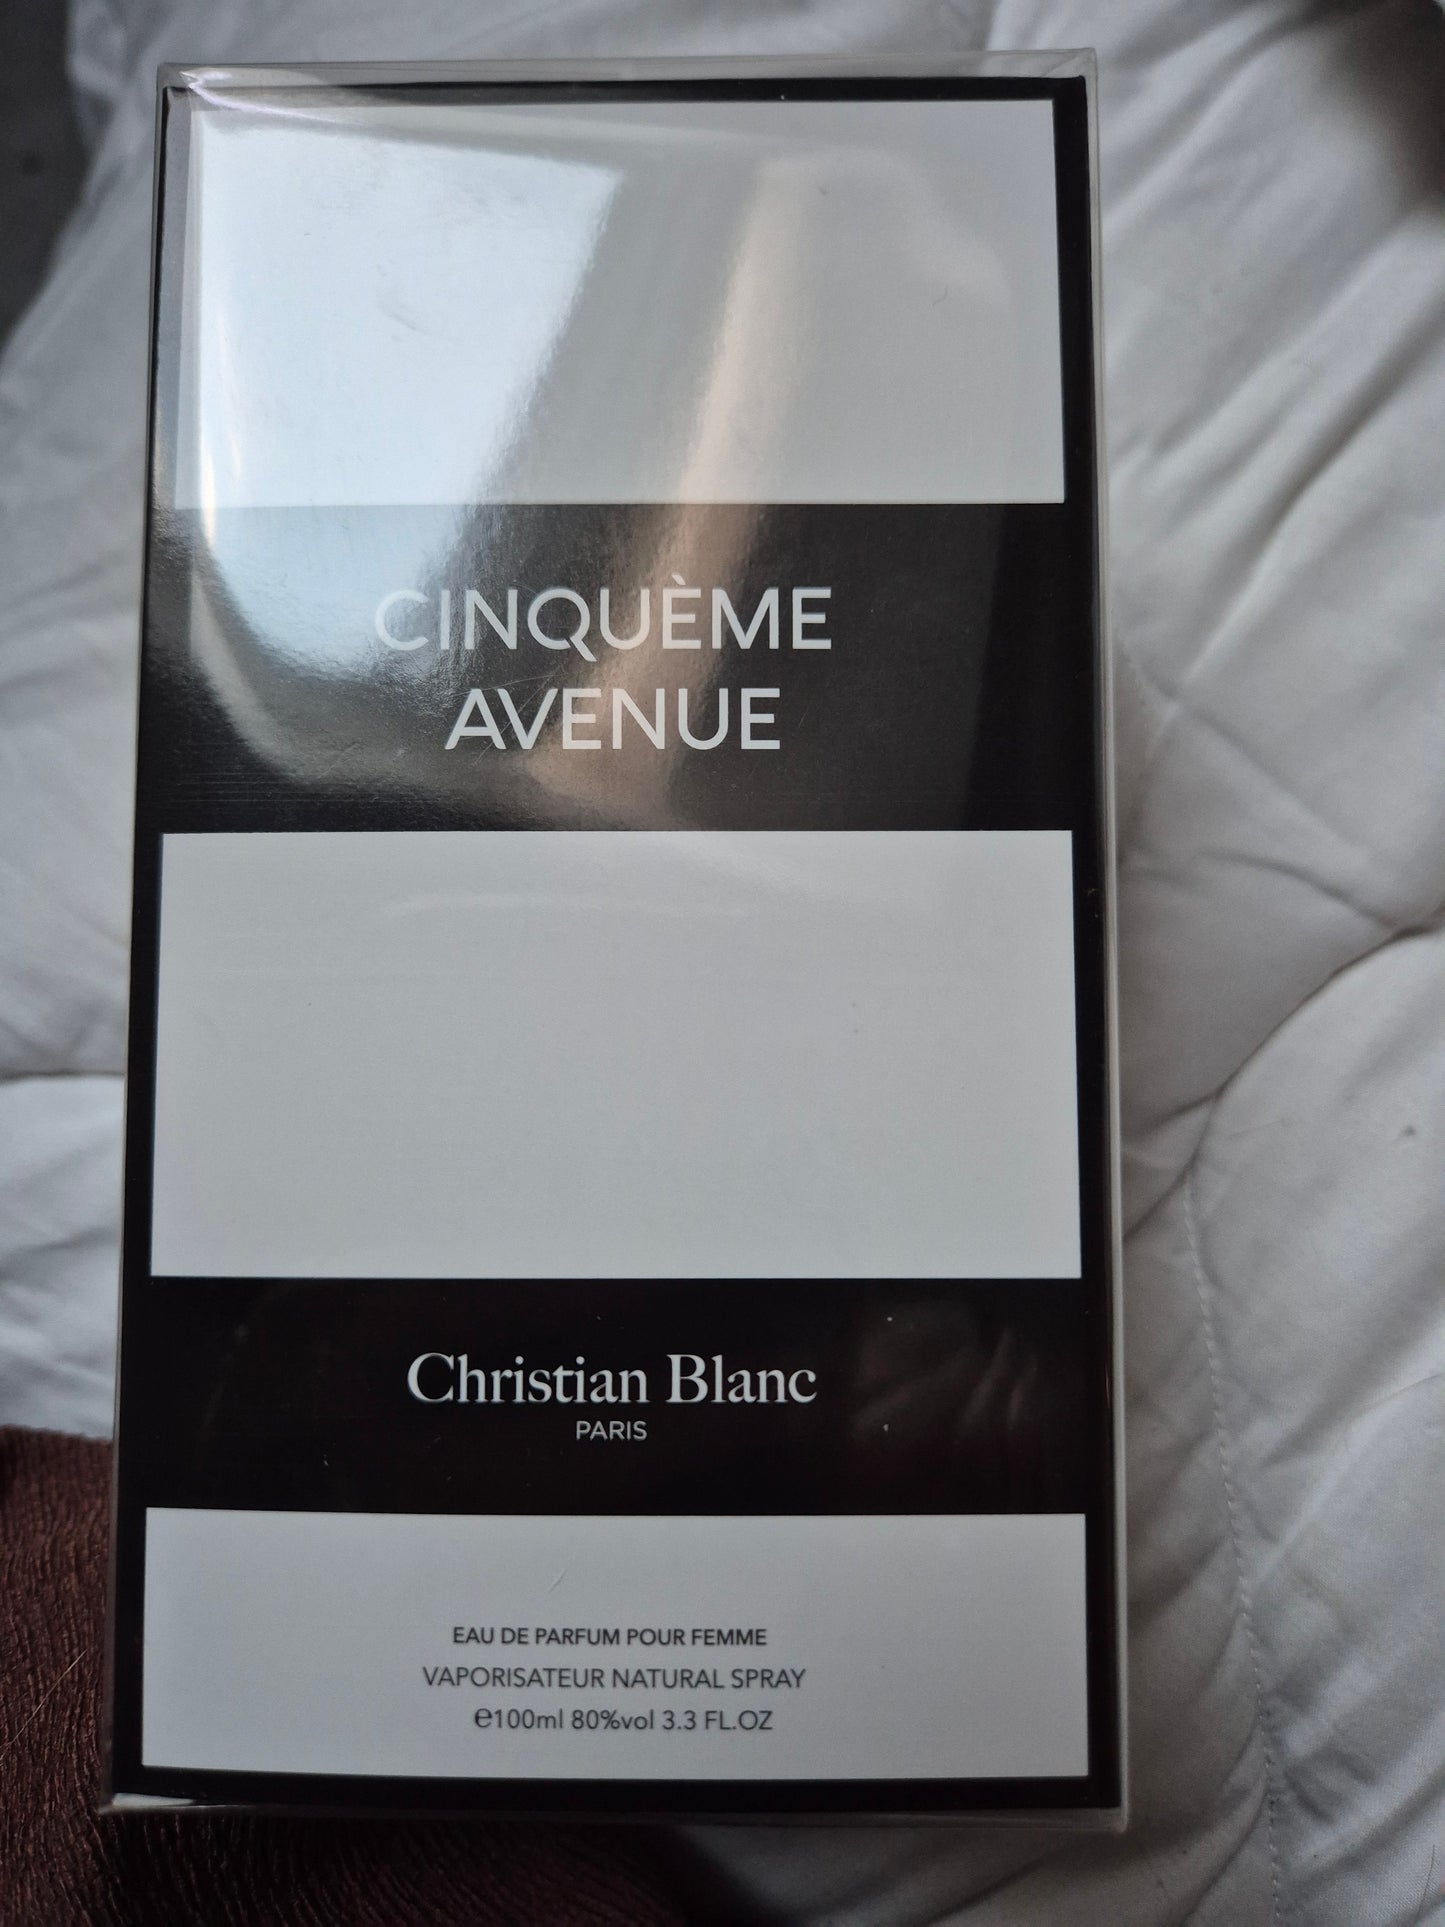 CINQUÈME
AVENUE
Christian Blanc
PARIS
EAU DE PARFUM POUR FEMME
VAPORISATEUR NATURAL SPRAY
℮100ml 80%vol 3.3 FL.OZ